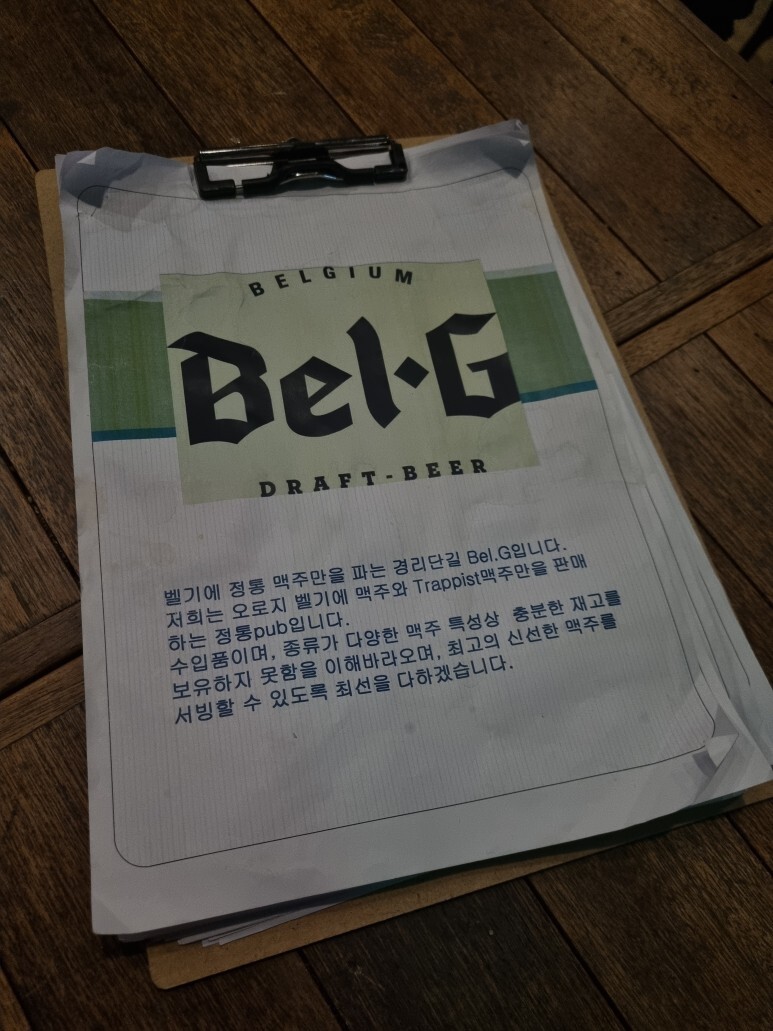 BELGIUM
Bel·G
DRAFT-BEER
벨기에 정통 맥주만을 파는 경리단길 Bel.G입니다.
저희는 오로지 벨기에 맥주와 Trappist맥주만을 판매
하는 정통pub입니다.
수입품이며, 종류가 다양한 맥주 특성상 충분한 재고를
보유하자 못함을 이해바라오며, 최고의 신선한 맥주를
서빙할 수 있도록 최선을 다하겠습니다.